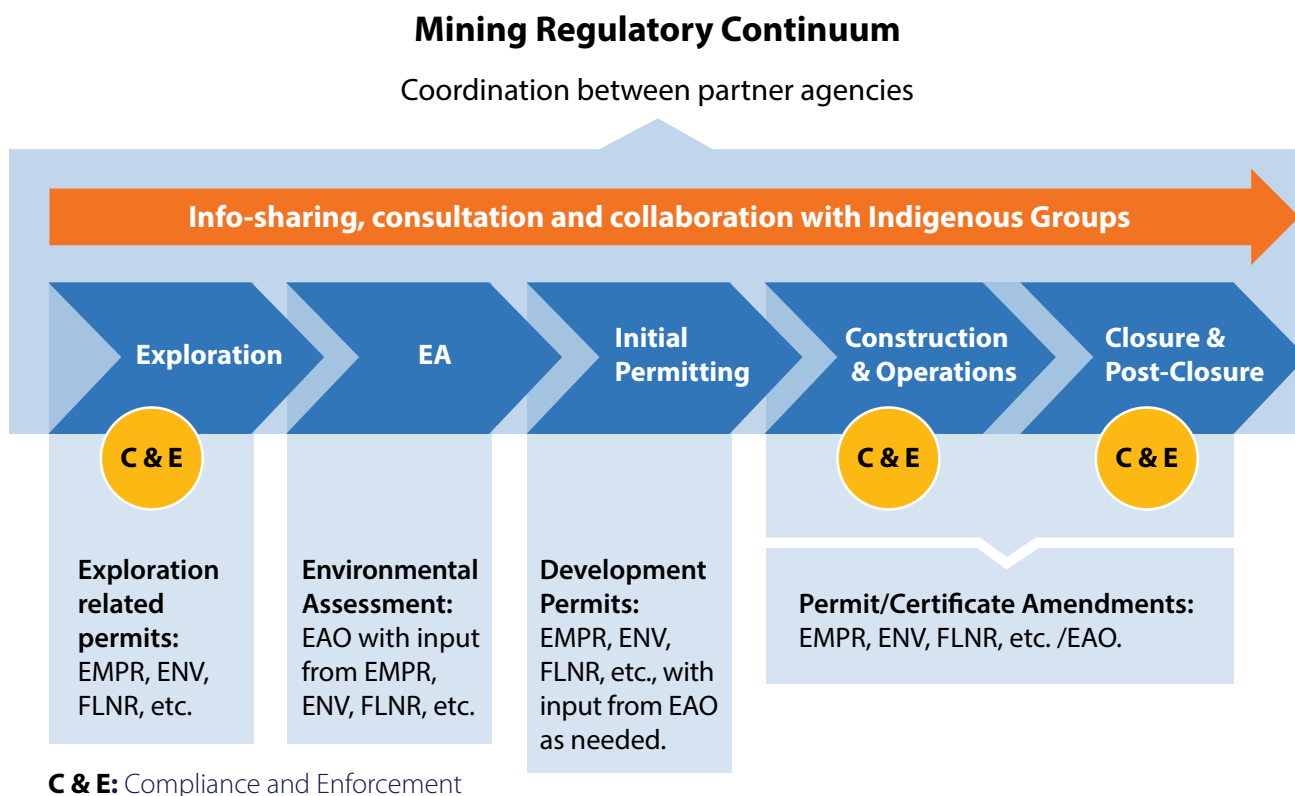 Mining Regulatory Continuum
Coordination between partner agencies
Info-sharing, consultation and collaboration with Indigenous Groups
Exploration
EA
Initial
Permitting
Construction
& Operations
Closure &
Post-Closure
C & E
C & E
C & E
Exploration
related
permits:
EMPR, ENV,
FLNR, etc.
Environmental
Assessment:
EAO with input
from EMPR,
ENV, FLNR, etc.
Development
Permits:
EMPR, ENV,
FLNR, etc., with
input from EAO
as needed.
Permit/Certificate Amendments:
EMPR, ENV, FLNR, etc. /EAO.
C & E: Compliance and Enforcement